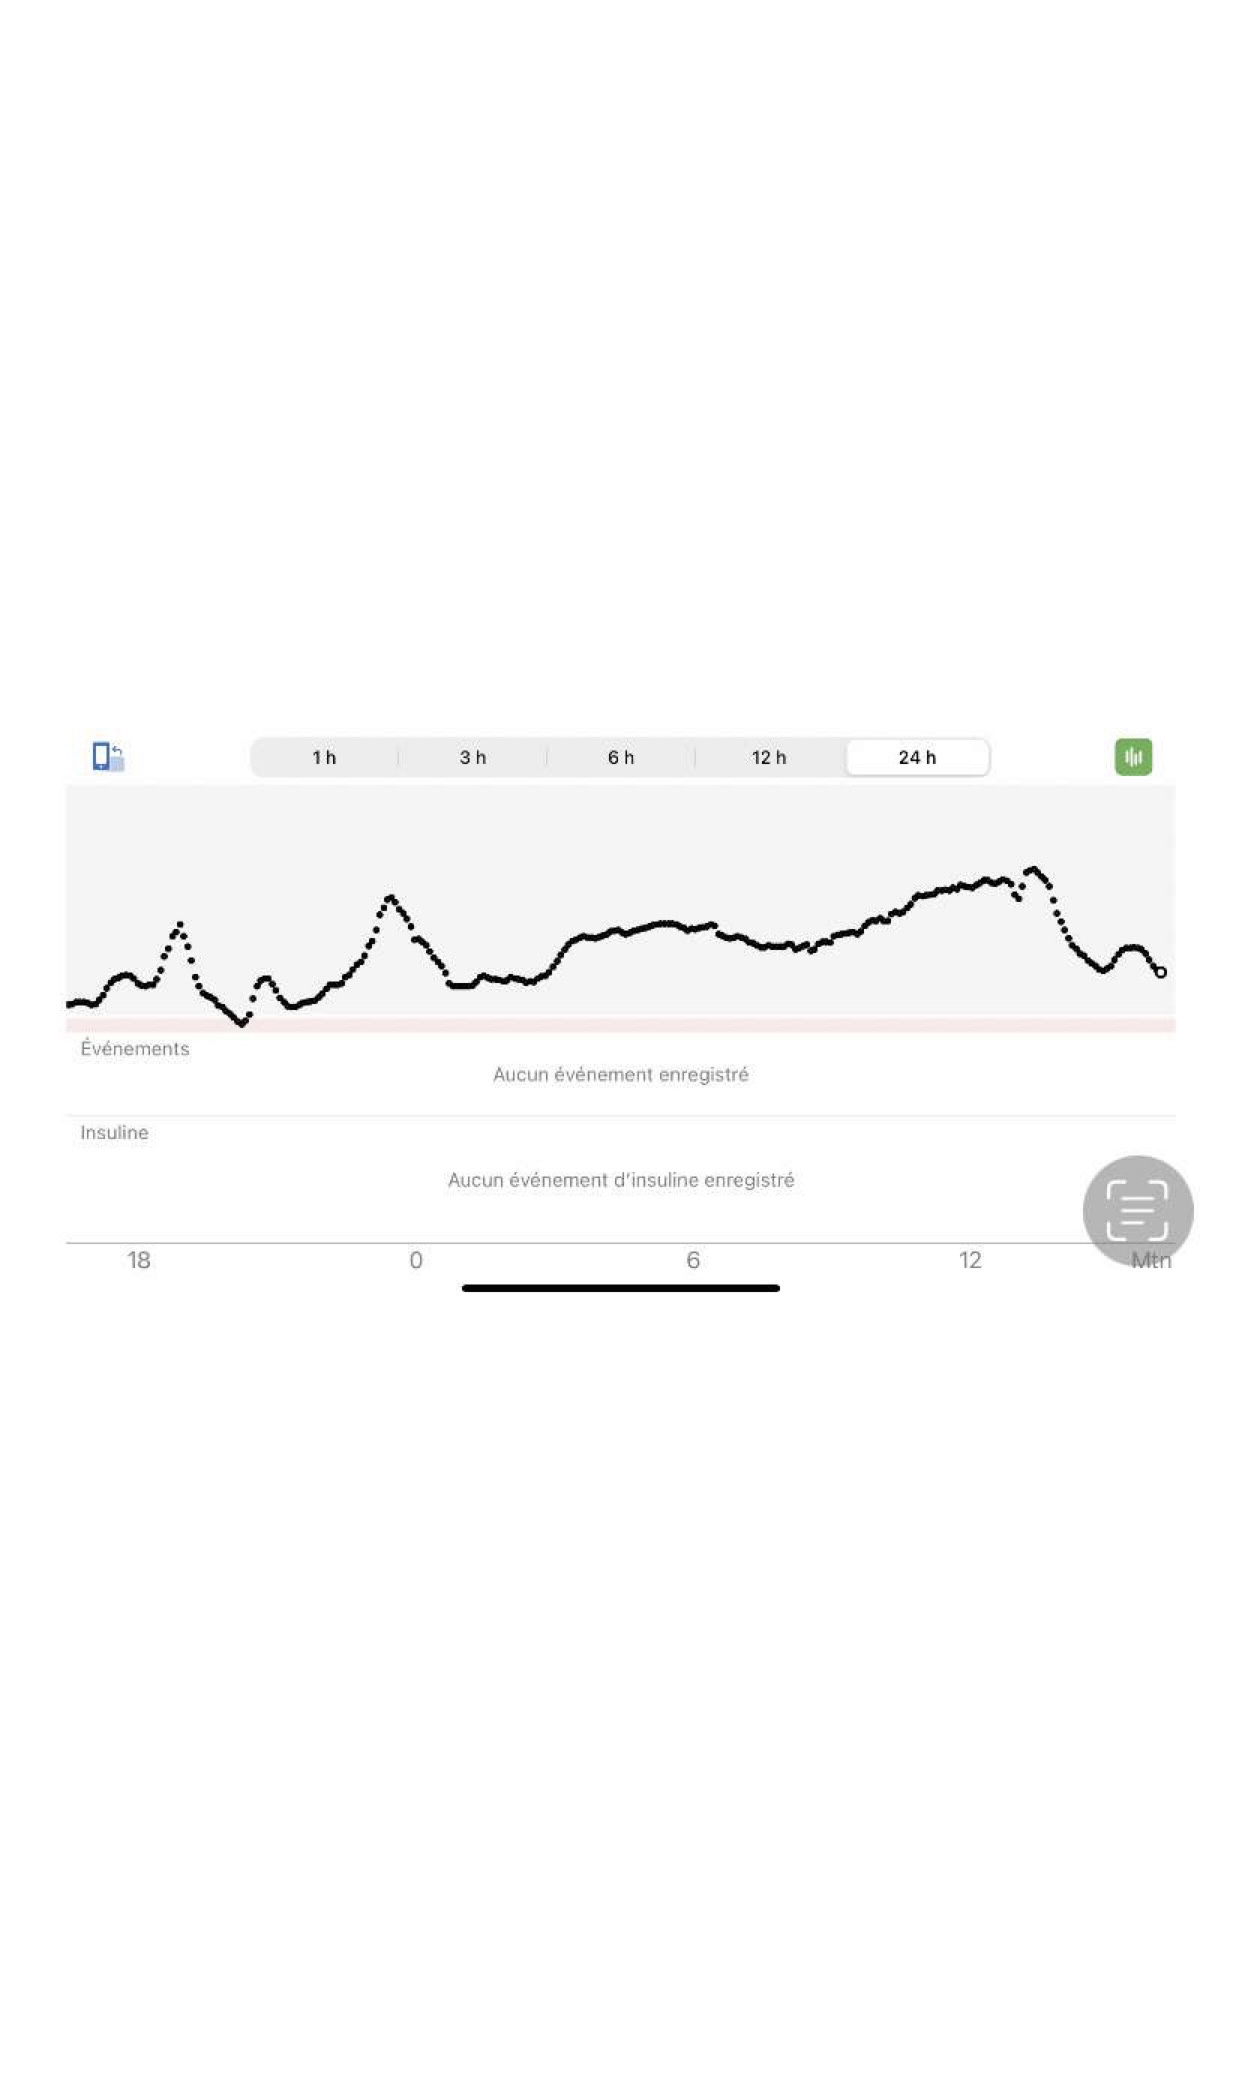 1 h 3 h 6 h 12 h 24 h
Événements
Aucun événement enregistré
Insuline
Aucun événement d'insuline enregistré
18 0 6 12 Mtn